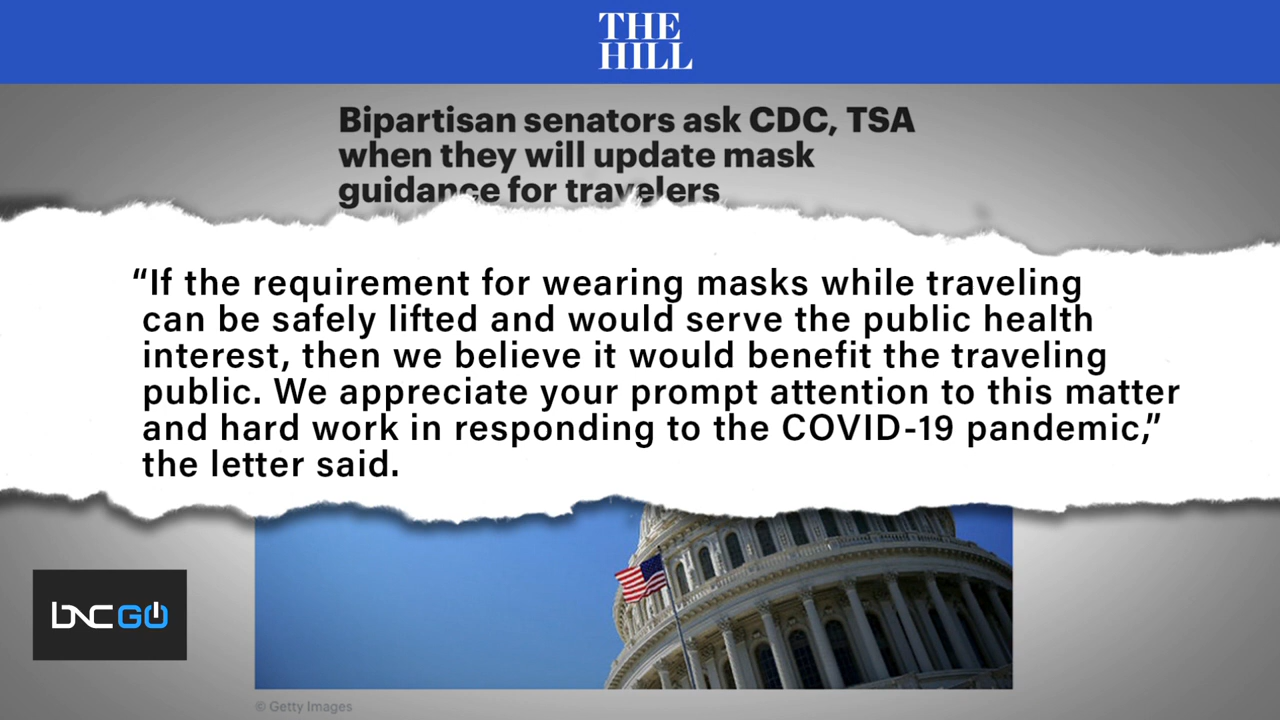 THE
HILL
Bipartisan senators ask CDC, TSA
when they will update mask
guidance for travelers
“If the requirement for wearing masks while traveling
can be safely lifted and would serve the public health
interest, then we believe it would benefit the traveling
public. We appreciate your prompt attention to this matter
and hard work in responding to the COVID-19 pandemic,”
the letter said.
BNC GO
© Getty Images